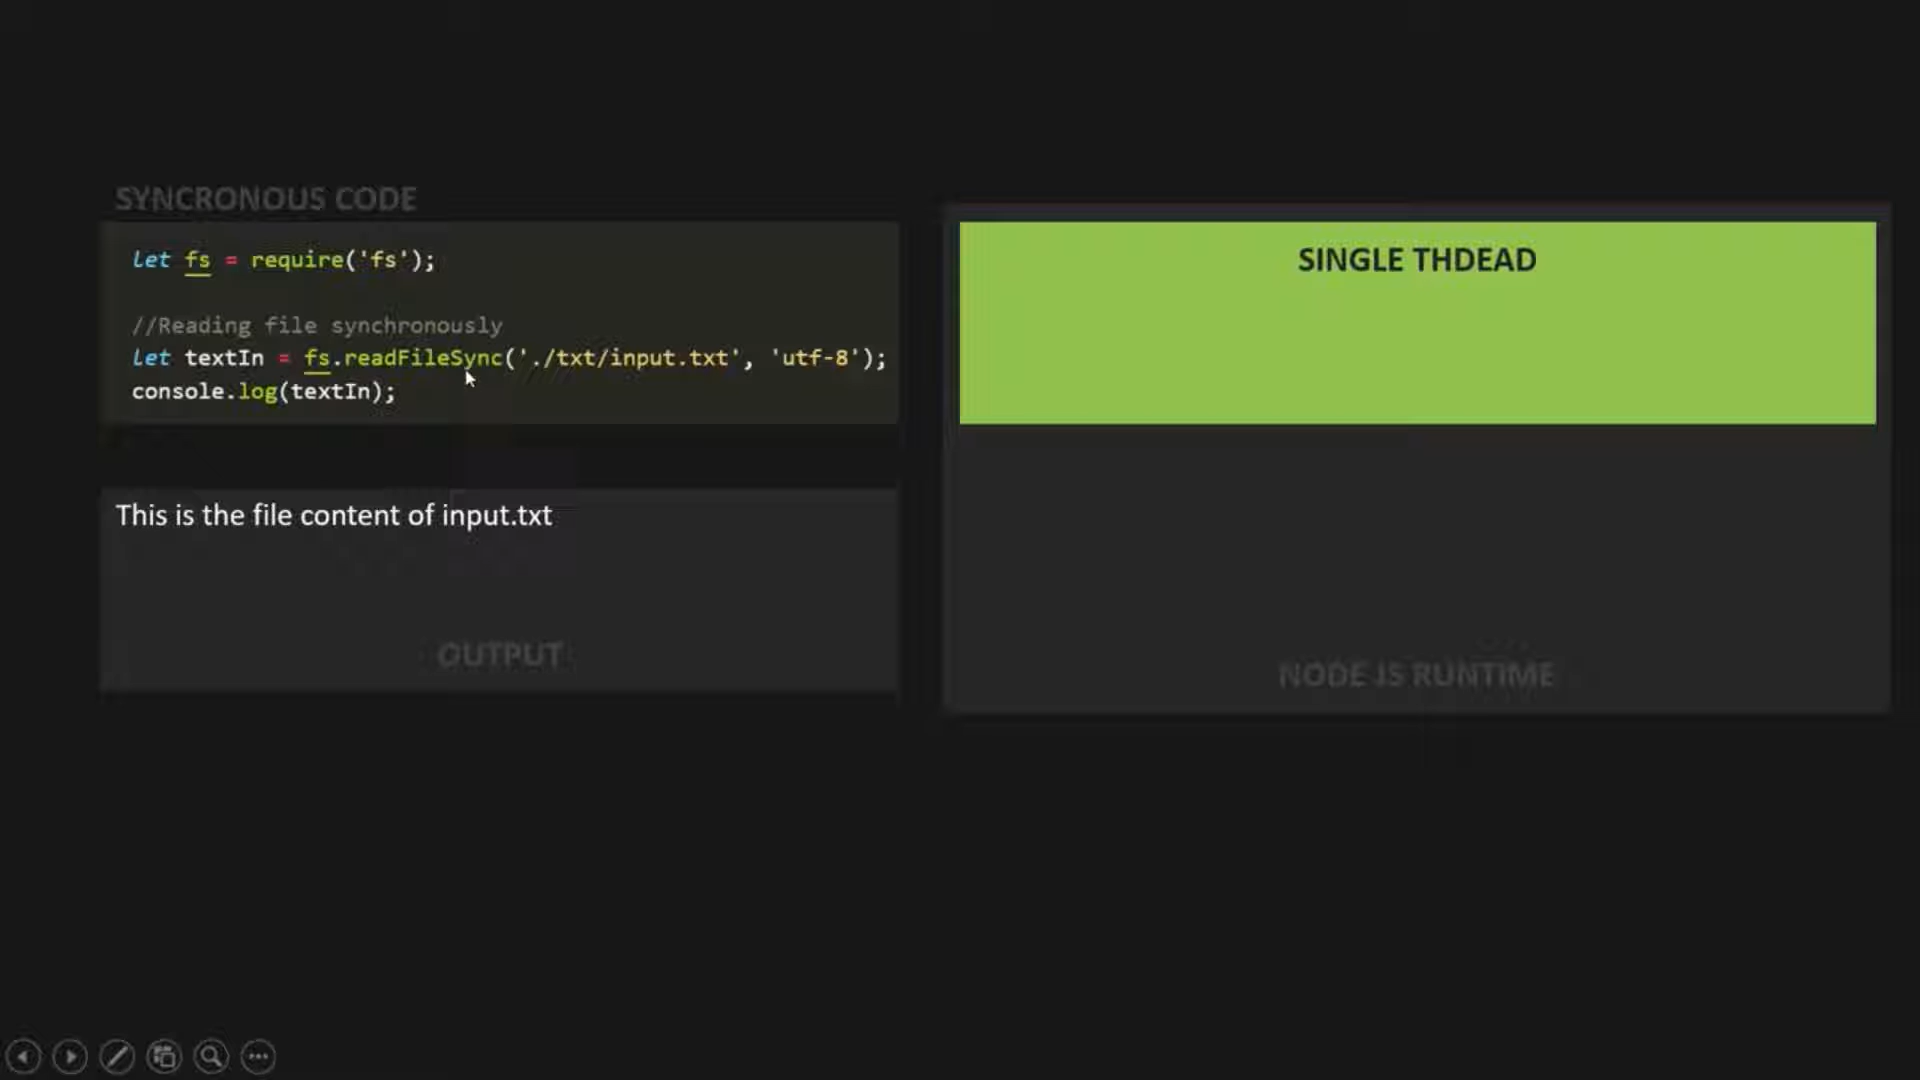 SYNCRONOUS CODE
let fs = require('fs');
//Reading file synchronously
let textIn = fs.readFileSync('./txt/input.txt', 'utf-8');
console.log(textIn);
This is the file content of input.txt
OUTPUT
SINGLE THDEAD
NODE JS RUNTIME